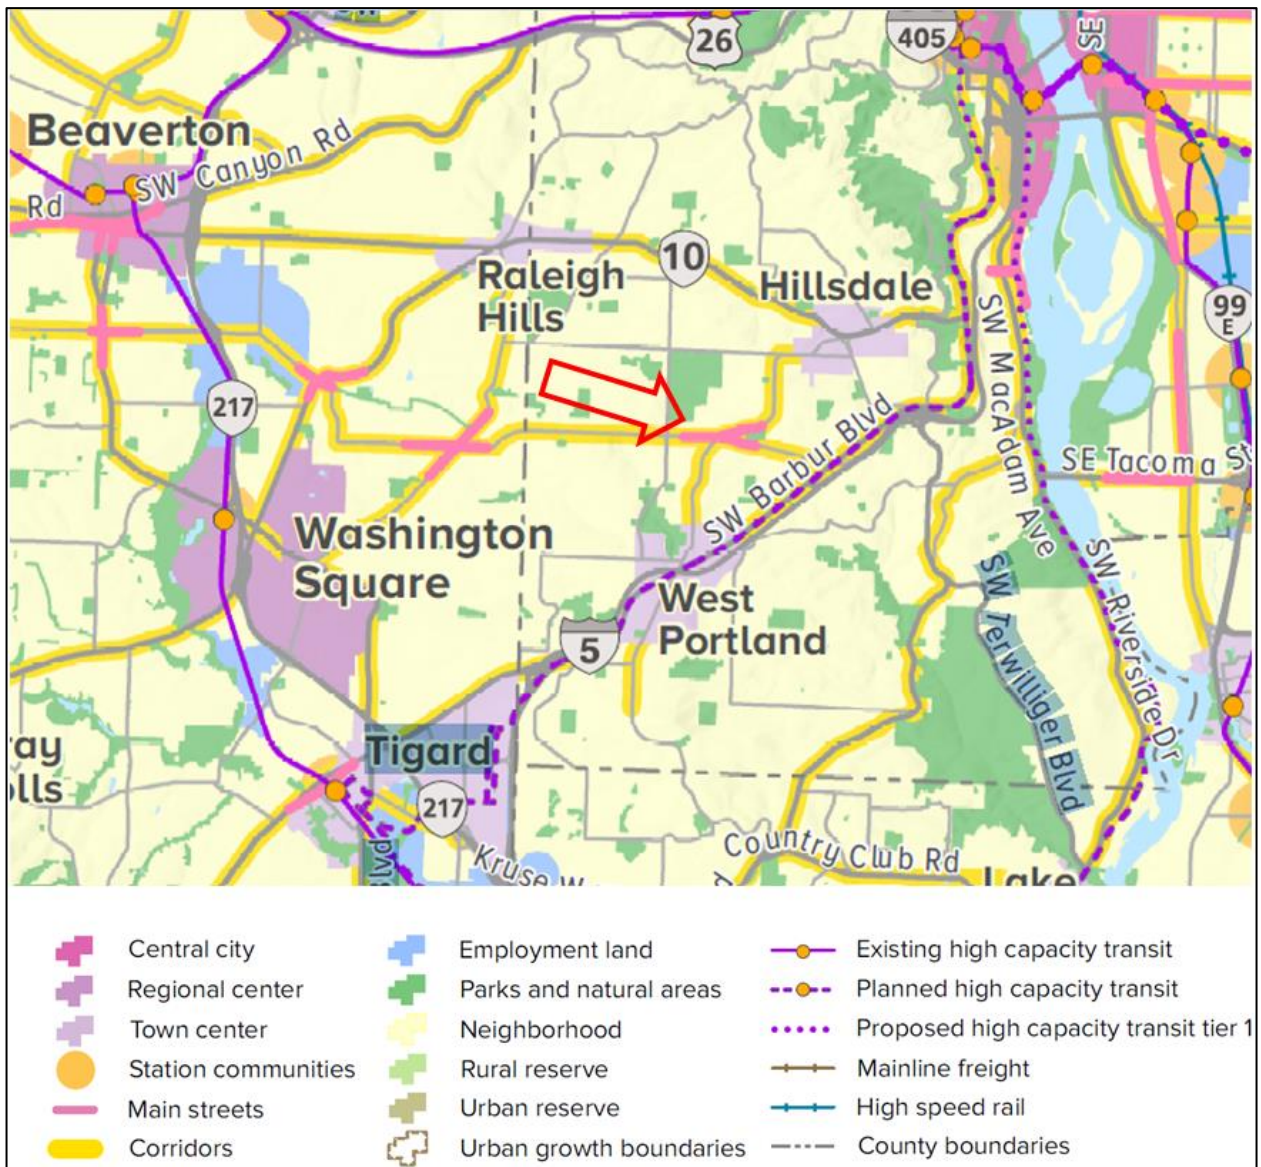 26
405
SE
Beaverton
SW Canyon Rd
Rd
10
Raleigh
Hills
Hillsdale
99
E
217
SW MacAdam Ave
SW Barbur Blvd
SE Tacoma St
Washington
Square
West
Portland
5
SW Terwilliger Blvd
SW Riverside Dr
Tigard
217
Blvd
Kruse W
Country Club Rd
Lake
Central city
Regional center
Town center
Station communities
Main streets
Corridors
Employment land
Parks and natural areas
Neighborhood
Rural reserve
Urban reserve
Urban growth boundaries
Existing high capacity transit
Planned high capacity transit
Proposed high capacity transit tier 1
Mainline freight
High speed rail
County boundaries